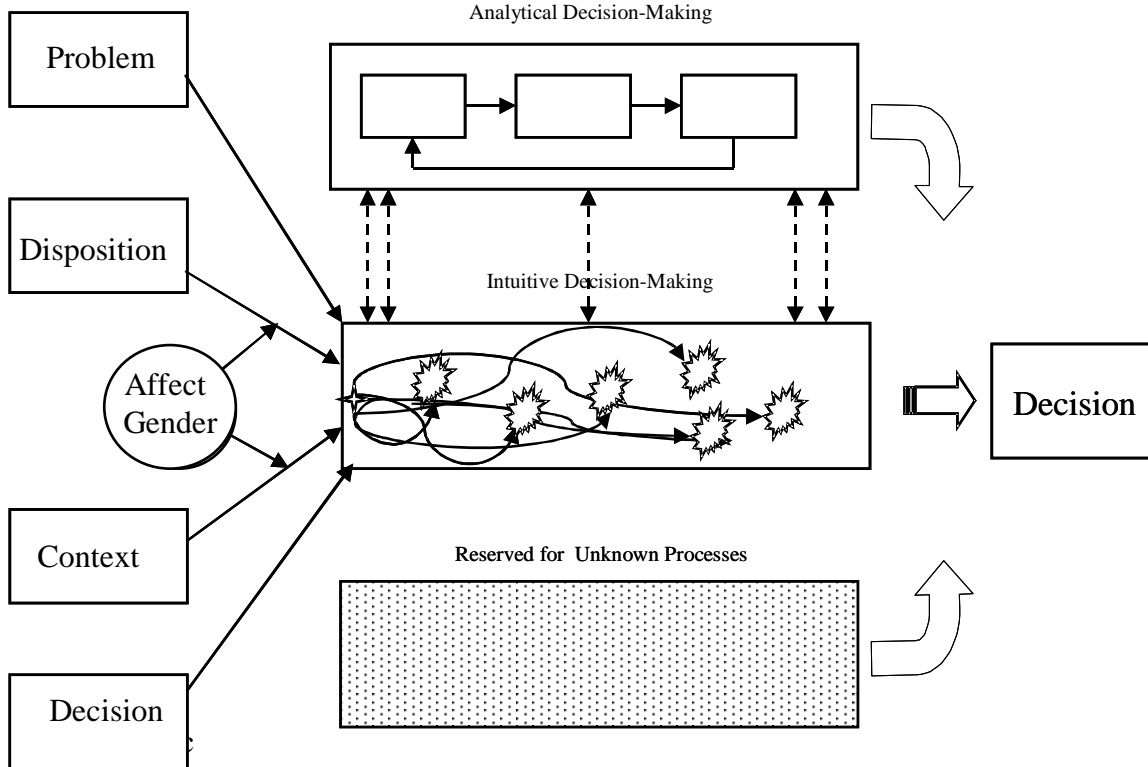 Analytical Decision-Making
Problem
Disposition
Intuitive Decision-Making
Affect
Gender
Decision
Context
Reserved for Unknown Processes
Decision